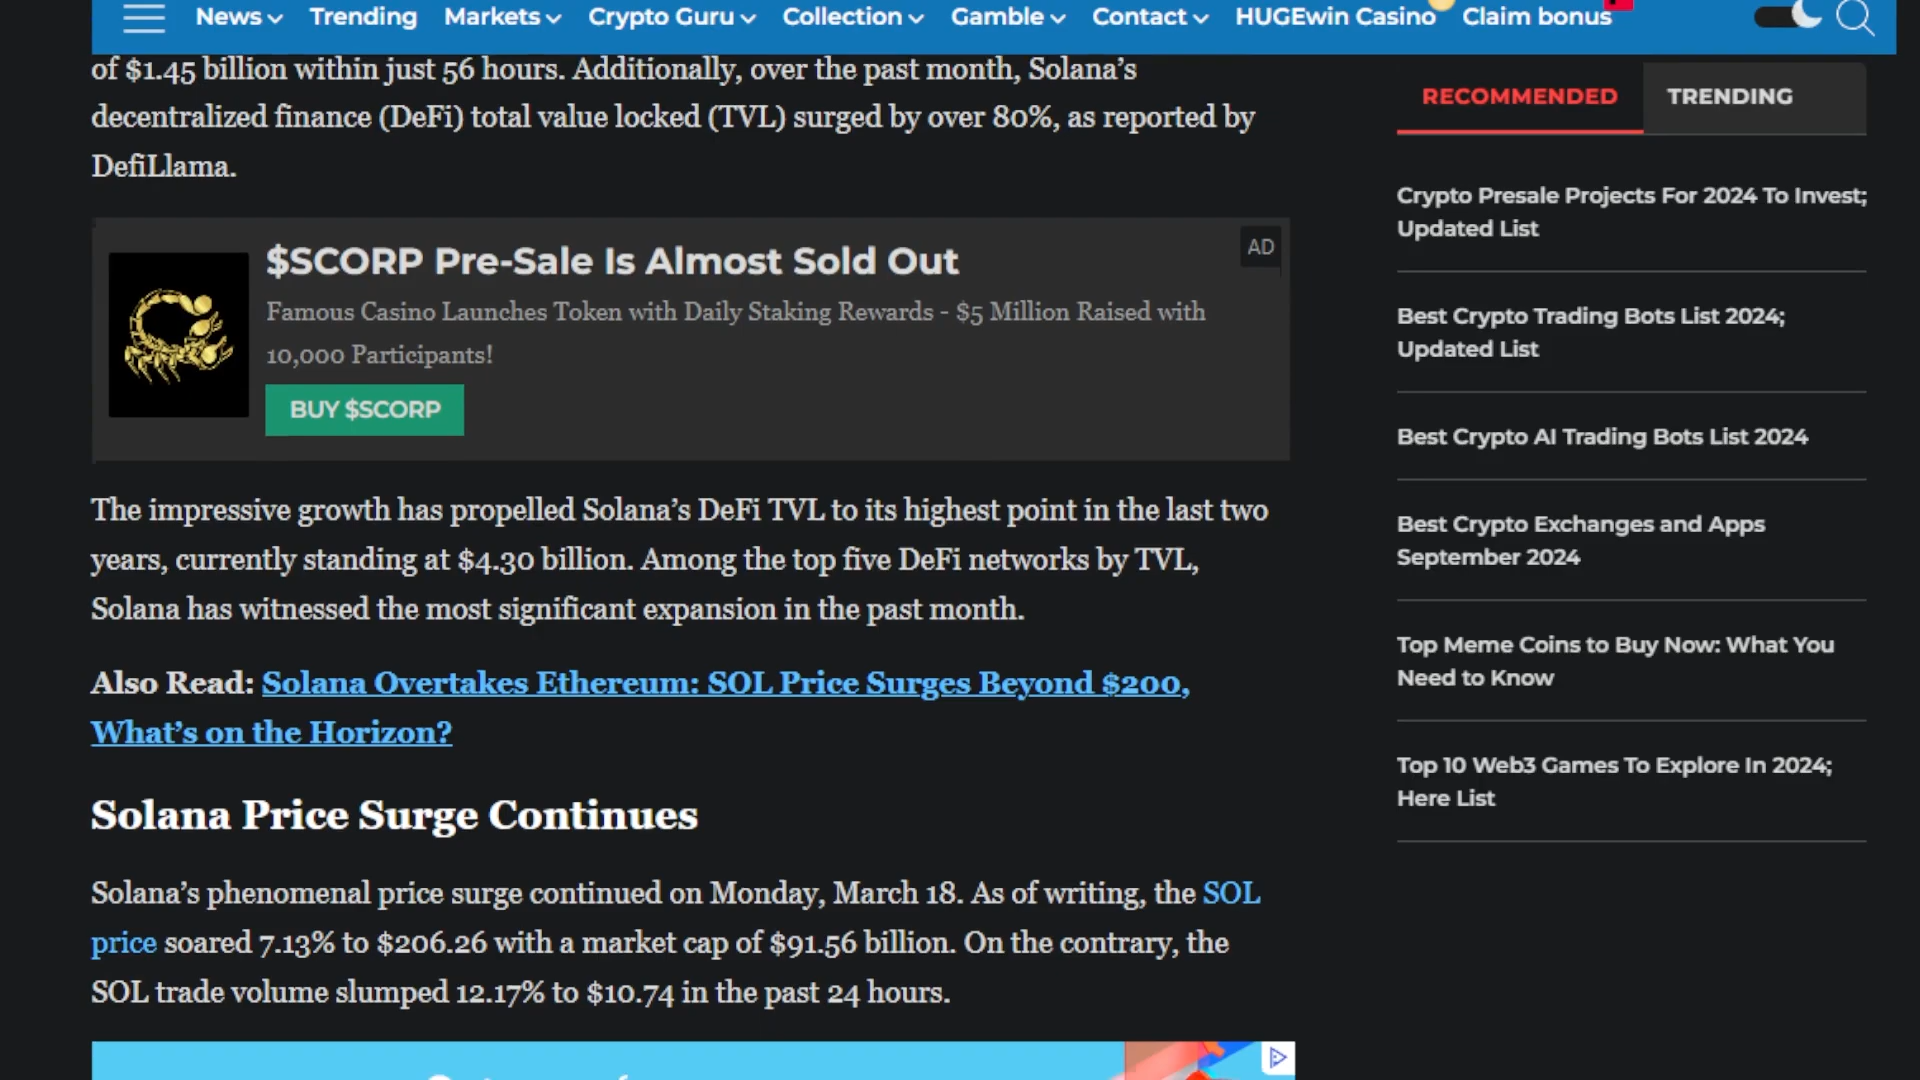 News
Trending
Markets
Crypto Guru
Collection
Gamble
Contact
HUGEwin Casino
Claim bonus
of $1.45 billion within just 56 hours. Additionally, over the past month, Solana’s
decentralized finance (DeFi) total value locked (TVL) surged by over 80%, as reported by
DefiLlama.
$SCORP Pre-Sale Is Almost Sold Out
AD
Famous Casino Launches Token with Daily Staking Rewards - $5 Million Raised with
10,000 Participants!
BUY $SCORP
The impressive growth has propelled Solana’s DeFi TVL to its highest point in the last two
years, currently standing at $4.30 billion. Among the top five DeFi networks by TVL,
Solana has witnessed the most significant expansion in the past month.
Also Read: Solana Overtakes Ethereum: SOL Price Surges Beyond $200,
What’s on the Horizon?
Solana Price Surge Continues
Solana’s phenomenal price surge continued on Monday, March 18. As of writing, the SOL
price soared 7.13% to $206.26 with a market cap of $91.56 billion. On the contrary, the
SOL trade volume slumped 12.17% to $10.74 in the past 24 hours.
RECOMMENDED
TRENDING
Crypto Presale Projects For 2024 To Invest;
Updated List
Best Crypto Trading Bots List 2024;
Updated List
Best Crypto AI Trading Bots List 2024
Best Crypto Exchanges and Apps
September 2024
Top Meme Coins to Buy Now: What You
Need to Know
Top 10 Web3 Games To Explore In 2024;
Here List